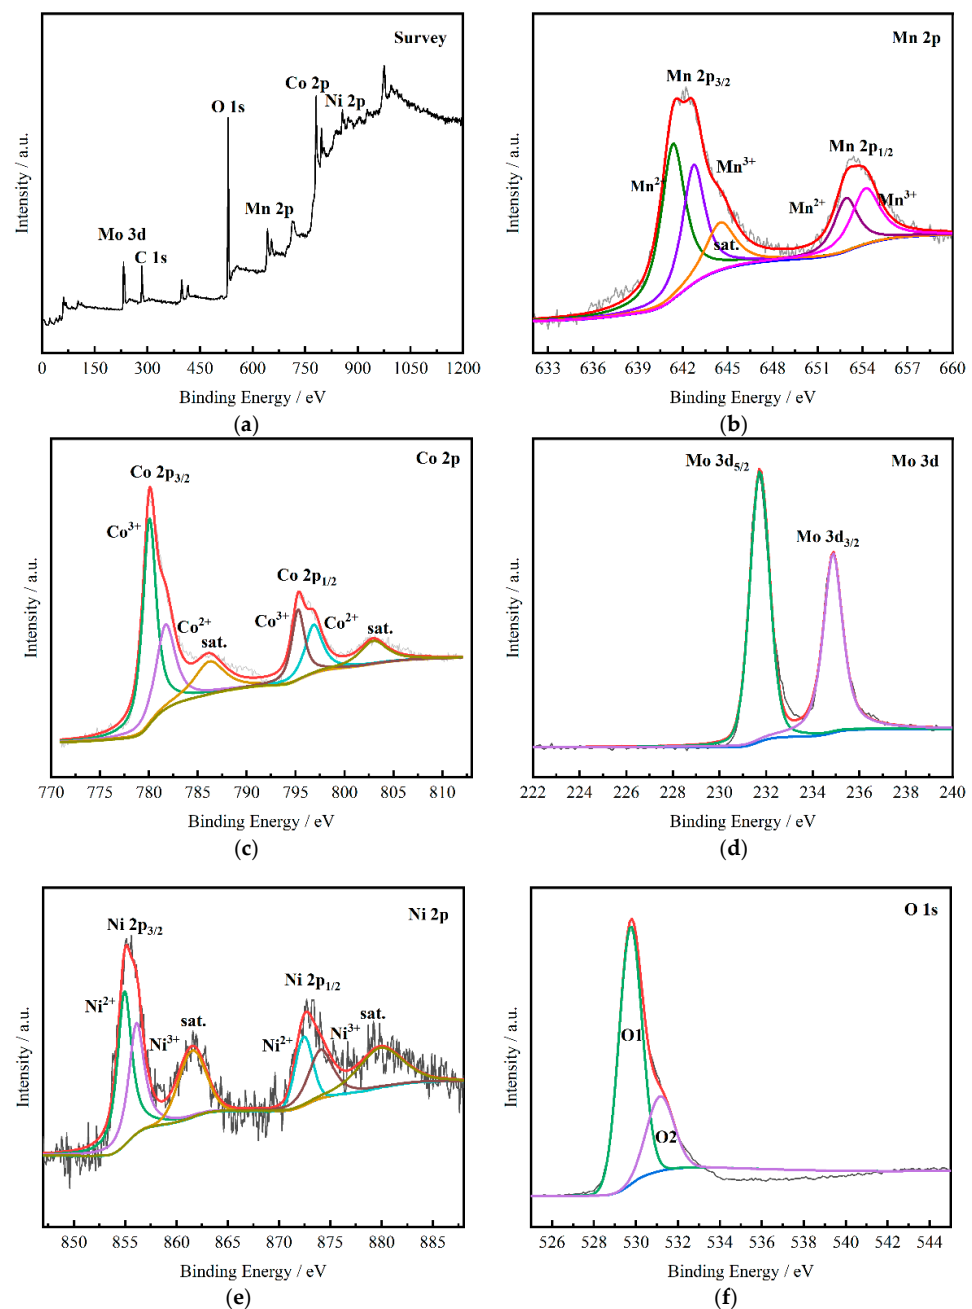 Survey
Co 2p
Ni 2p
O 1s
Mn 2p
Mo 3d
C 1s
Intensity / a.u.
0 150 300 450 600 750 900 1050 1200
Binding Energy / eV
(a)
Mn 2p
Mn 2p3/2
Mn 2p1/2
Mn2+
Mn3+
sat.
Mn2+
Mn3+
Intensity / a.u.
633 636 639 642 645 648 651 654 657 660
Binding Energy / eV
(b)
Co 2p
Co 2p3/2
Co3+
Co2+
sat.
Co 2p1/2
Co3+
Co2+
sat.
Intensity / a.u.
770 775 780 785 790 795 800 805 810
Binding Energy / eV
(c)
Mo 3d5/2
Mo 3d
Mo 3d3/2
Intensity / a.u.
222 224 226 228 230 232 234 236 238 240
Binding Energy / eV
(d)
Ni 2p
Ni 2p3/2
Ni2+
Ni3+
sat.
Ni 2p1/2
Ni2+
Ni3+
sat.
Intensity / a.u.
850 855 860 865 870 875 880 885
Binding Energy / eV
(e)
O 1s
O1
O2
Intensity / a.u.
526 528 530 532 534 536 538 540 542 544
Binding Energy / eV
(f)